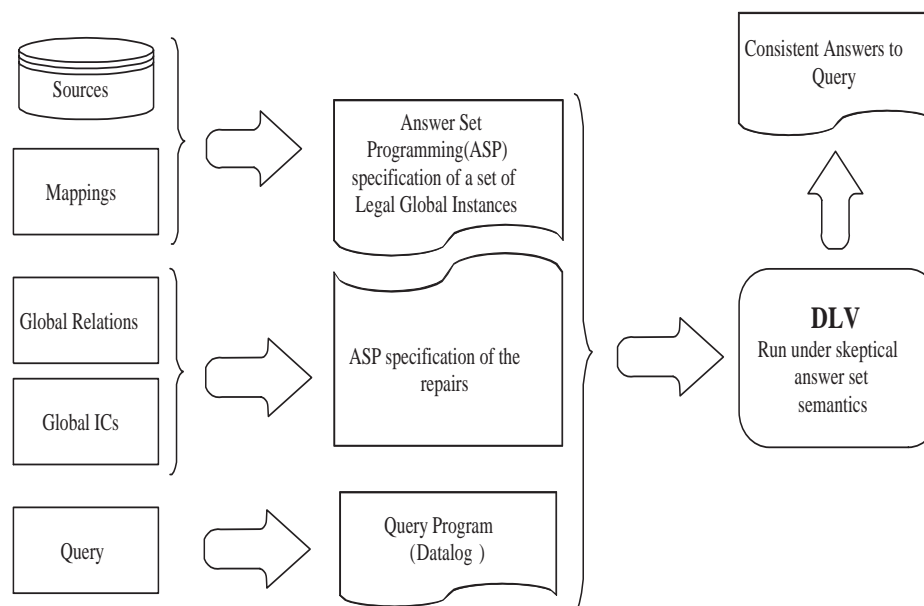 Sources
Mappings
Global Relations
Global ICs
Query
Answer Set
Programming(ASP)
specification of a set of
Legal Global Instances
ASP specification of the
repairs
Query Program
(Datalog )
Consistent Answers to
Query
DLV
Run under skeptical
answer set
semantics